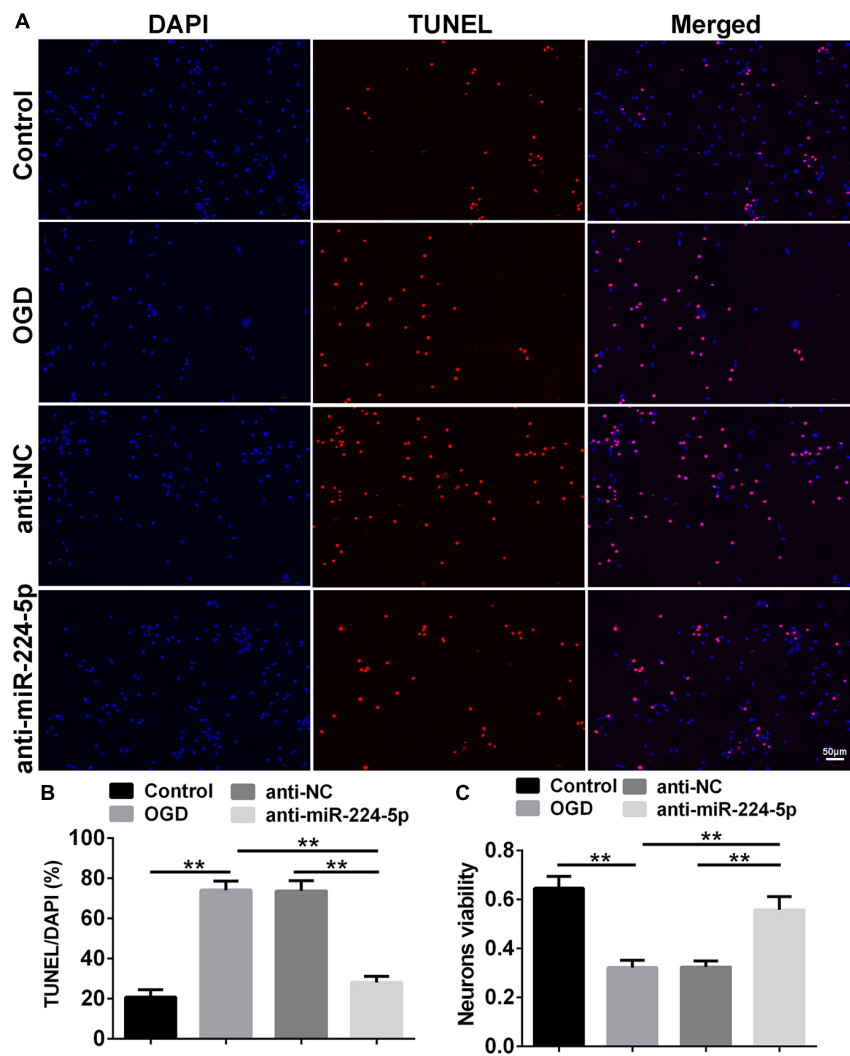 A
DAPI TUNEL Merged
Control
OGD
anti-NC
anti-miR-224-5p
50μm
B
Control anti-NC
OGD anti-miR-224-5p
TUNEL/DAPI (%)
100
80
60
40
20
0
** ** **
C
Control anti-NC
OGD anti-miR-224-5p
Neurons viability
0.8
0.6
0.4
0.2
0.0
** ** **